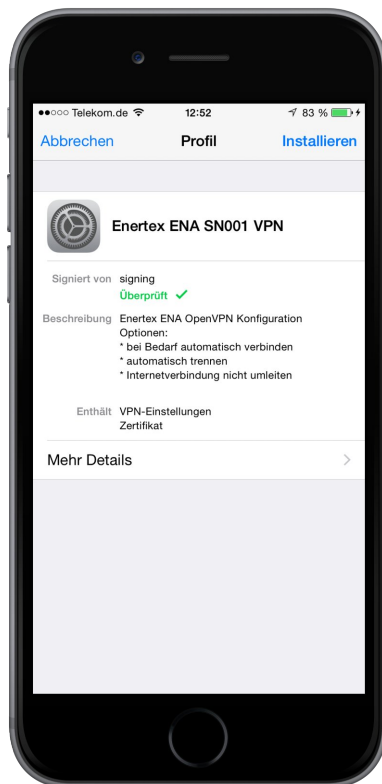 Telekom.de 12:52 83 %
Abbrechen Profil Installieren
Enertex ENA SN001 VPN
Signiert von signing
Überprüft ✓
Beschreibung Enertex ENA OpenVPN Konfiguration
Optionen:
* bei Bedarf automatisch verbinden
* automatisch trennen
* Internetverbindung nicht umleiten
Enthält VPN-Einstellungen
Zertifikat
Mehr Details